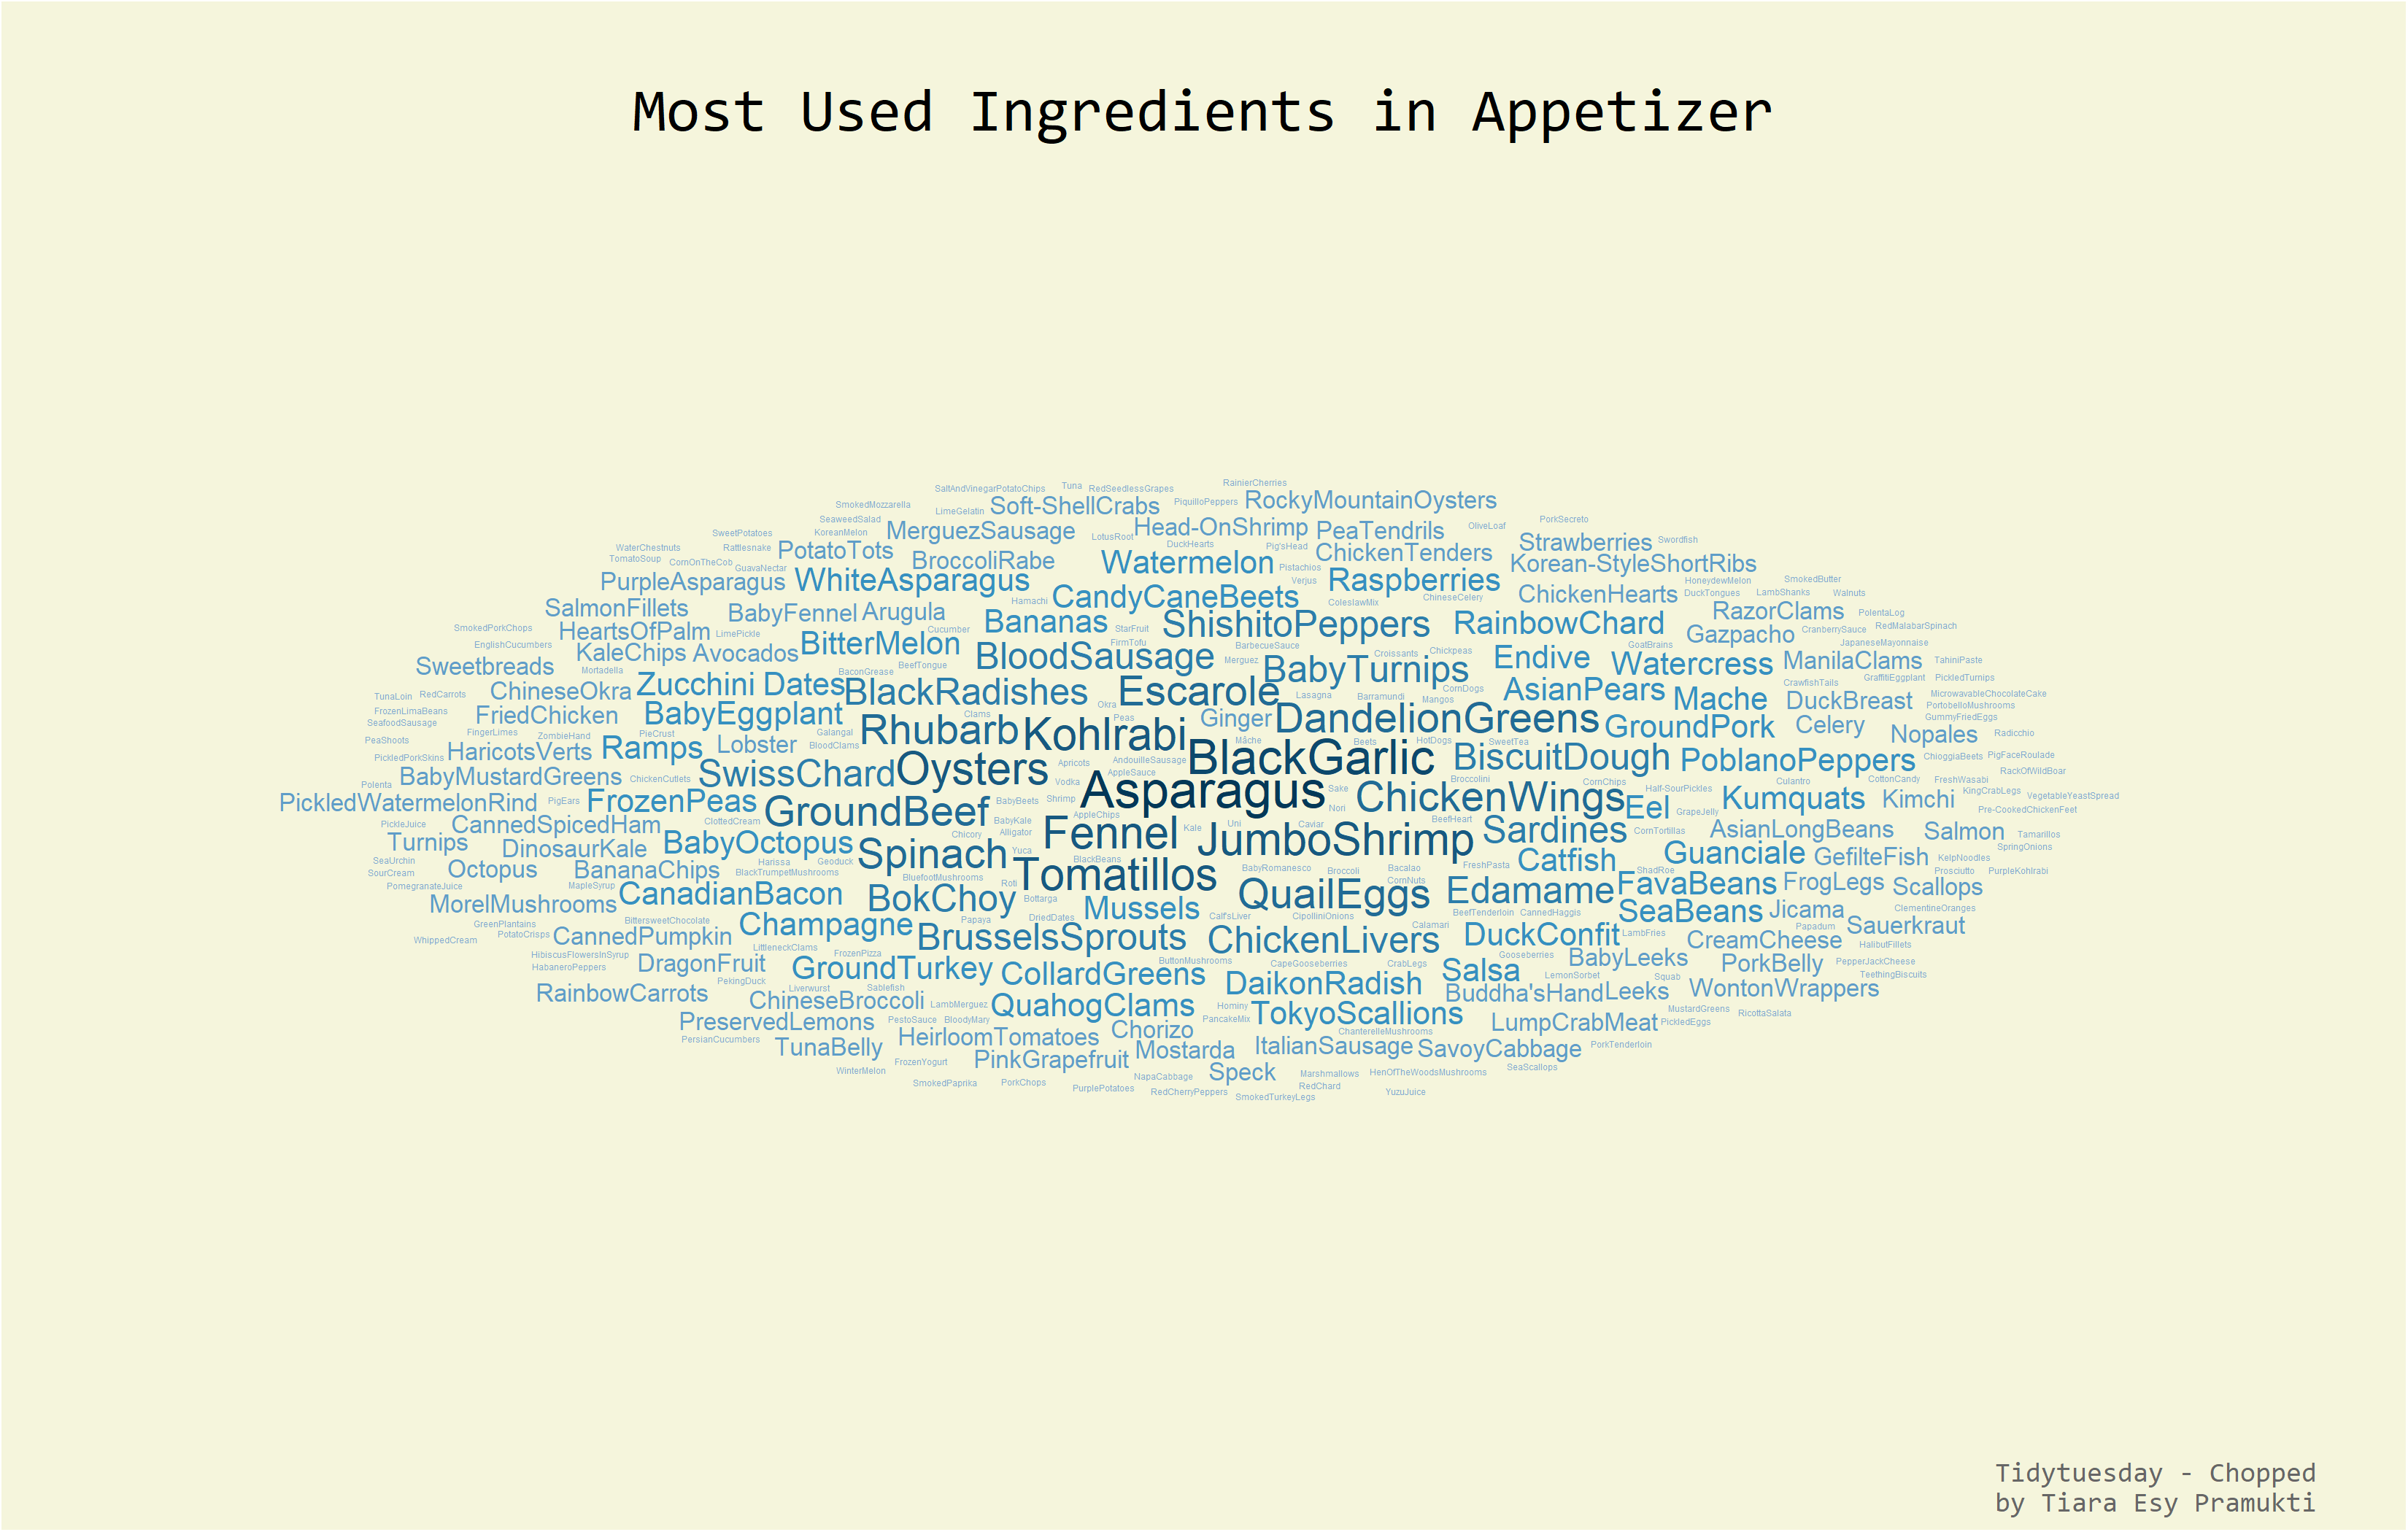 Most Used Ingredients in Appetizer
RainierCherries
SaltAndVinegarPotatoChips Tuna RedSeedlessGrapes
SmokedMozzarella LimeGelatin Soft-ShellCrabs PiquilloPeppers RockyMountainOysters
SeaweedSalad PorkSecreto
SweetPotatoes KoreanMelon MerguezSausage LotusRoot Head-OnShrimp PeaTendrils OliveLoaf
WaterChestnuts Rattlesnake PotatoTots DuckHearts Pig'sHead ChickenTenders Strawberries Swordfish
TomatoSoup CornOnTheCob GuavaNectar BroccoliRabe Watermelon Pistachios Korean-StyleShortRibs
PurpleAsparagus WhiteAsparagus Verjus Raspberries HoneydewMelon SmokedButter
Hamachi CandyCaneBeets ColeslawMix ChineseCelery ChickenHearts DuckTongues LambShanks Walnuts
SalmonFillets BabyFennel Arugula RazorClams PolentaLog
SmokedPorkChops HeartsOfPalm LimePickle Cucumber Bananas StarFruit ShishitoPeppers RainbowChard Gazpacho CranberrySauce RedMalabarSpinach
EnglishCucumbers KaleChips Avocados BitterMelon FirmTofu BarbecueSauce Croissants Chickpeas GoatBrains JapaneseMayonnaise
Sweetbreads Mortadella BaconGrease BeefTongue BloodSausage Merguez BabyTurnips Endive Watercress ManilaClams TahiniPaste
TunaLoin RedCarrots ChineseOkra Zucchini Dates BlackRadishes Escarole Lasagna Barramundi CornDogs AsianPears CrawfishTails GraffitiEggplant PickledTurnips
Okra Mangos Mache DuckBreast MicrowavableChocolateCake
FrozenLimaBeans FriedChicken BabyEggplant Clams Peas Ginger DandelionGreens GroundPork Celery PortobelloMushrooms
SeafoodSausage GummyFriedEggs
FingerLimes ZombieHand PieCrust Galangal Rhubarb Kohlrabi Mâche Beets HotDogs SweetTea Nopales Radicchio
PeaShoots HaricotsVerts Ramps Lobster BloodClams
PickledPorkSkins Apricots AndouilleSausage BlackGarlic BiscuitDough PoblanoPeppers ChioggiaBeets PigFaceRoulade
Polenta BabyMustardGreens ChickenCutlets SwissChard Oysters Vodka AppleSauce Broccolini CornChips Culantro CottonCandy FreshWasabi RackOfWildBoar
PickledWatermelonRind PigEars FrozenPeas GroundBeef BabyBeets Shrimp Asparagus Sake ChickenWings Half-SourPickles Kumquats Kimchi KingCrabLegs VegetableYeastSpread
Nori Eel GrapeJelly Pre-CookedChickenFeet
PickleJuice CannedSpicedHam ClottedCream BabyKale AppleChips Uni Caviar BeefHeart
Turnips DinosaurKale BabyOctopus Chicory Alligator Fennel Kale JumboShrimp Sardines CornTortillas AsianLongBeans Salmon Tamarillos
SeaUrchin Harissa Geoduck Spinach Yuca BlackBeans Catfish Guanciale GefilteFish KelpNoodles SpringOnions
SourCream Octopus BananaChips BlackTrumpetMushrooms BabyRomanesco Broccoli Bacalao FreshPasta ShadRoe Prosciutto PurpleKohlrabi
PomegranateJuice MapleSyrup BluefootMushrooms Roti Tomatillos CornNuts FavaBeans FrogLegs Scallops
MorelMushrooms CanadianBacon BokChoy Bottarga QuailEggs Edamame
Mussels SeaBeans Jicama ClementineOranges
GreenPlantains BittersweetChocolate Champagne Papaya DriedDates Calf'sLiver CipolliniOnions BeefTenderloin CannedHaggis
WhippedCream PotatoCrisps CannedPumpkin BrusselsSprouts ChickenLivers Calamari DuckConfit LambFries Papadum Sauerkraut
LittleneckClams CreamCheese HalibutFillets
HibiscusFlowersInSyrup FrozenPizza ButtonMushrooms CapeGooseberries CrabLegs Gooseberries BabyLeeks PorkBelly PepperJackCheese
HabaneroPeppers DragonFruit GroundTurkey CollardGreens Salsa LemonSorbet Squab TeethingBiscuits
PekingDuck Liverwurst Sablefish DaikonRadish
RainbowCarrots ChineseBroccoli LambMerguez QuahogClams Hominy Buddha'sHand Leeks WontonWrappers
PreservedLemons PestoSauce BloodyMary PancakeMix TokyoScallions LumpCrabMeat PickledEggs MustardGreens RicottaSalata
PersianCucumbers HeirloomTomatoes Chorizo ChanterelleMushrooms
TunaBelly Mostarda ItalianSausage SavoyCabbage PorkTenderloin
WinterMelon FrozenYogurt PinkGrapefruit Speck Marshmallows HenOfTheWoodsMushrooms SeaScallops
SmokedPaprika PorkChops PurplePotatoes NapaCabbage RedCherryPeppers RedChard
SmokedTurkeyLegs YuzuJuice
Tidytuesday - Chopped
by Tiara Esy Pramukti